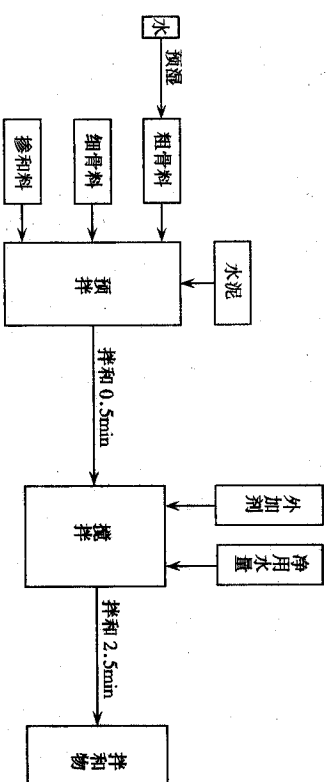 水
预湿
粗骨料
细骨料
掺和料
水泥
预拌
拌和 0.5min
外加剂
净用水量
搅拌
拌和 2.5min
拌和物